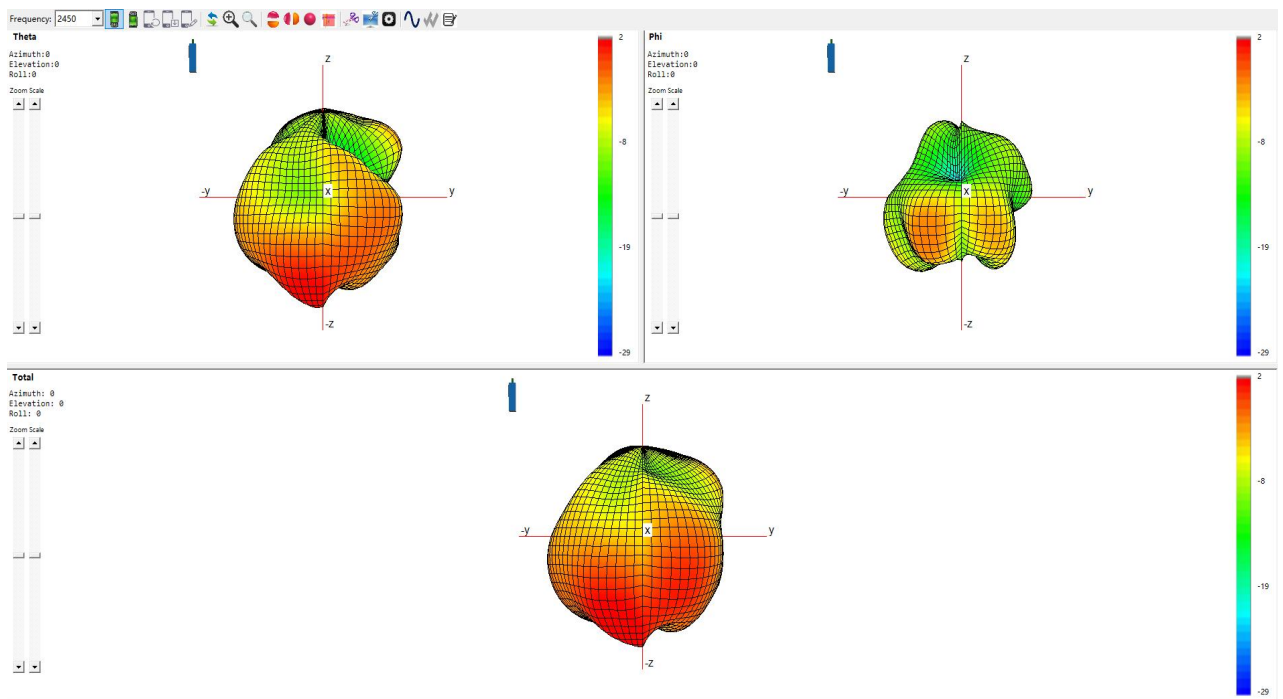 Frequency: 2450
Theta
Azimuth:0
Elevation:0
Roll:0
Zoom Scale
z
-y
x
y
-z
2
-8
-19
-29
Phi
Azimuth:0
Elevation:0
Roll:0
Zoom Scale
z
-y
x
y
-z
2
-8
-19
-29
Total
Azimuth: 0
Elevation: 0
Roll: 0
Zoom Scale
z
-y
x
y
-z
2
-8
-19
-29